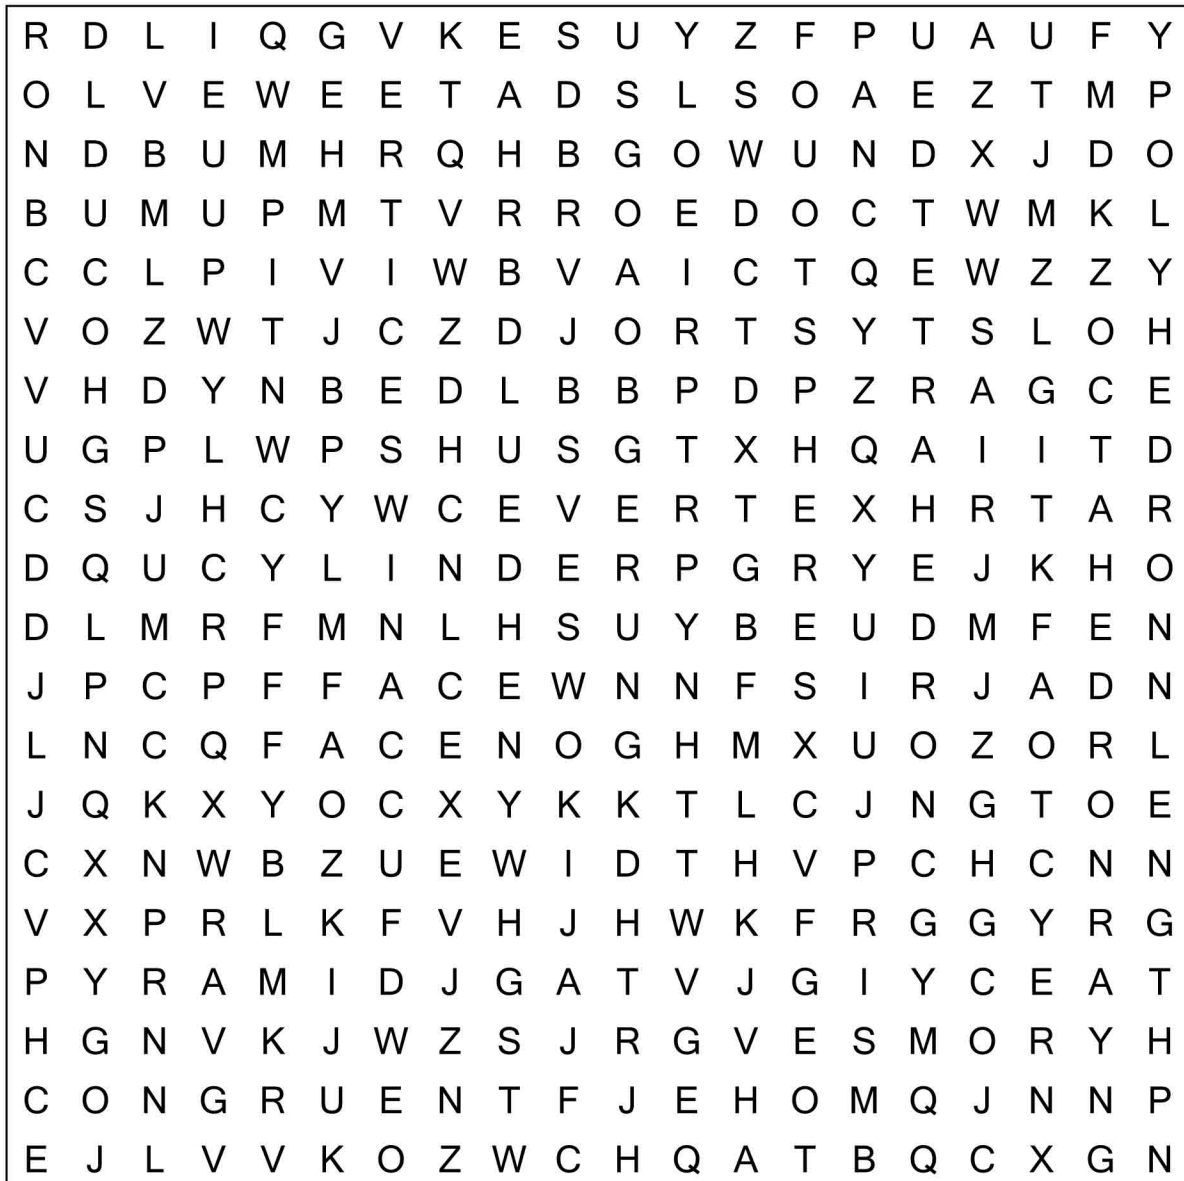 R D L I Q G V K E S U Y Z F P U A U F Y
O L V E W E E T A D S L S O A E Z T M P
N D B U M H R Q H B G O W U N D X J D O
B U M U P M T V R R O E D O C T W M K L
C C L P I V I W B V A I C T Q E W Z Z Y
V O Z W T J C Z D J O R T S Y T S L O H
V H D Y N B E D L B B P D P Z R A G C E
U G P L W P S H U S G T X H Q A I I T D
C S J H C Y W C E V E R T E X H R T A R
D Q U C Y L I N D E R P G R Y E J K H O
D L M R F M N L H S U Y B E U D M F E N
J P C P F F A C E W N N F S I R J A D N
L N C Q F A C E N O G H M X U O Z O R L
J Q K X Y O C X Y K K T L C J N G T O E
C X N W B Z U E W I D T H V P C H C N N
V X P R L K F V H J H W K F R G G Y R G
P Y R A M I D J G A T V J G I Y C E A T
H G N V K J W Z S J R G V E S M O R Y H
C O N G R U E N T F J E H O M Q J N N P
E J L V V K O Z W C H Q A T B Q C X G N